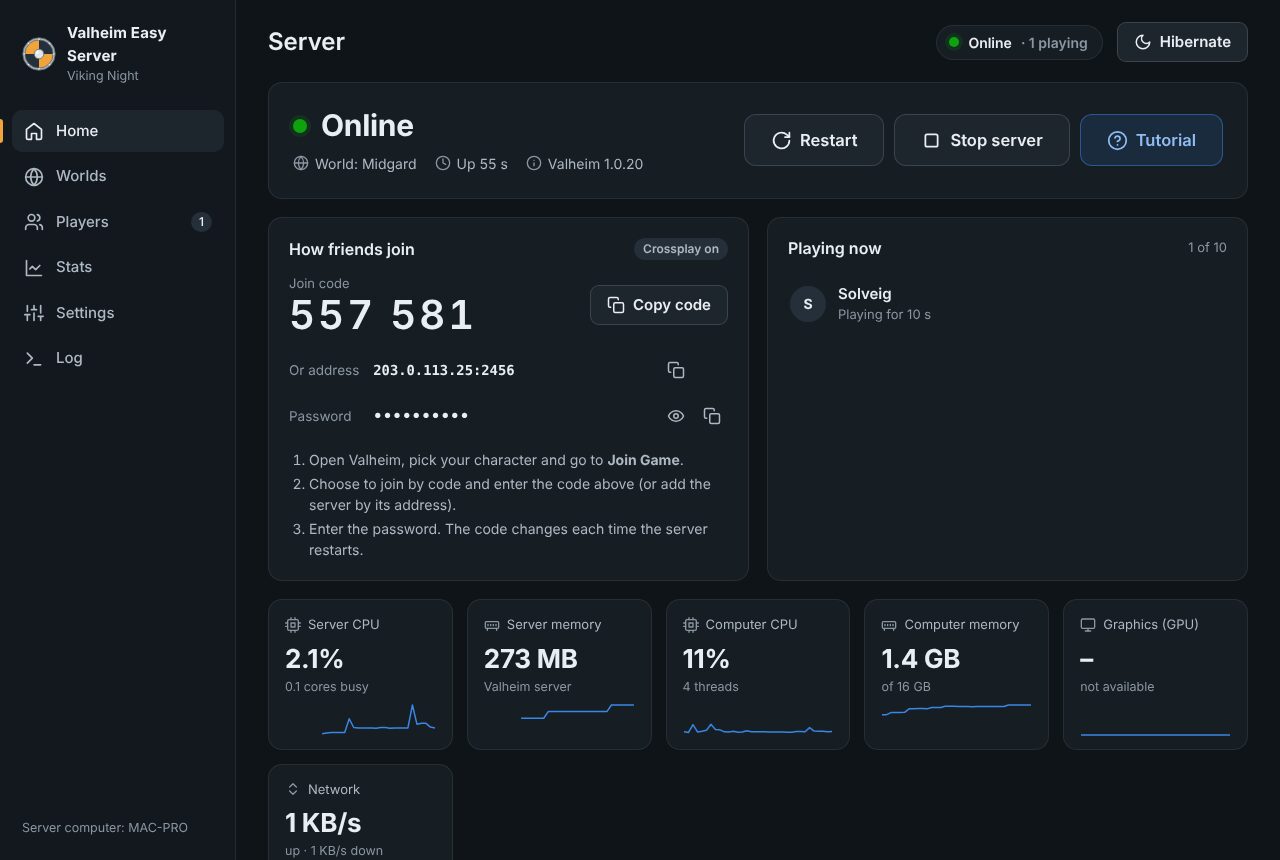 Valheim Easy
Server
Viking Night
Home
Worlds
Players
1
Stats
Settings
Log
Server computer: MAC-PRO
Server
Online · 1 playing
Hibernate
Online
World: Midgard
Up 55 s
Valheim 1.0.20
Restart
Stop server
Tutorial
How friends join
Crossplay on
Join code
557 581
Copy code
Or address 203.0.113.25:2456
Password ••••••••••
1. Open Valheim, pick your character and go to Join Game.
2. Choose to join by code and enter the code above (or add the
server by its address).
3. Enter the password. The code changes each time the server
restarts.
Playing now
1 of 10
S
Solveig
Playing for 10 s
Server CPU
2.1%
0.1 cores busy
Server memory
273 MB
Valheim server
Computer CPU
11%
4 threads
Computer memory
1.4 GB
of 16 GB
Graphics (GPU)
–
not available
Network
1 KB/s
up · 1 KB/s down